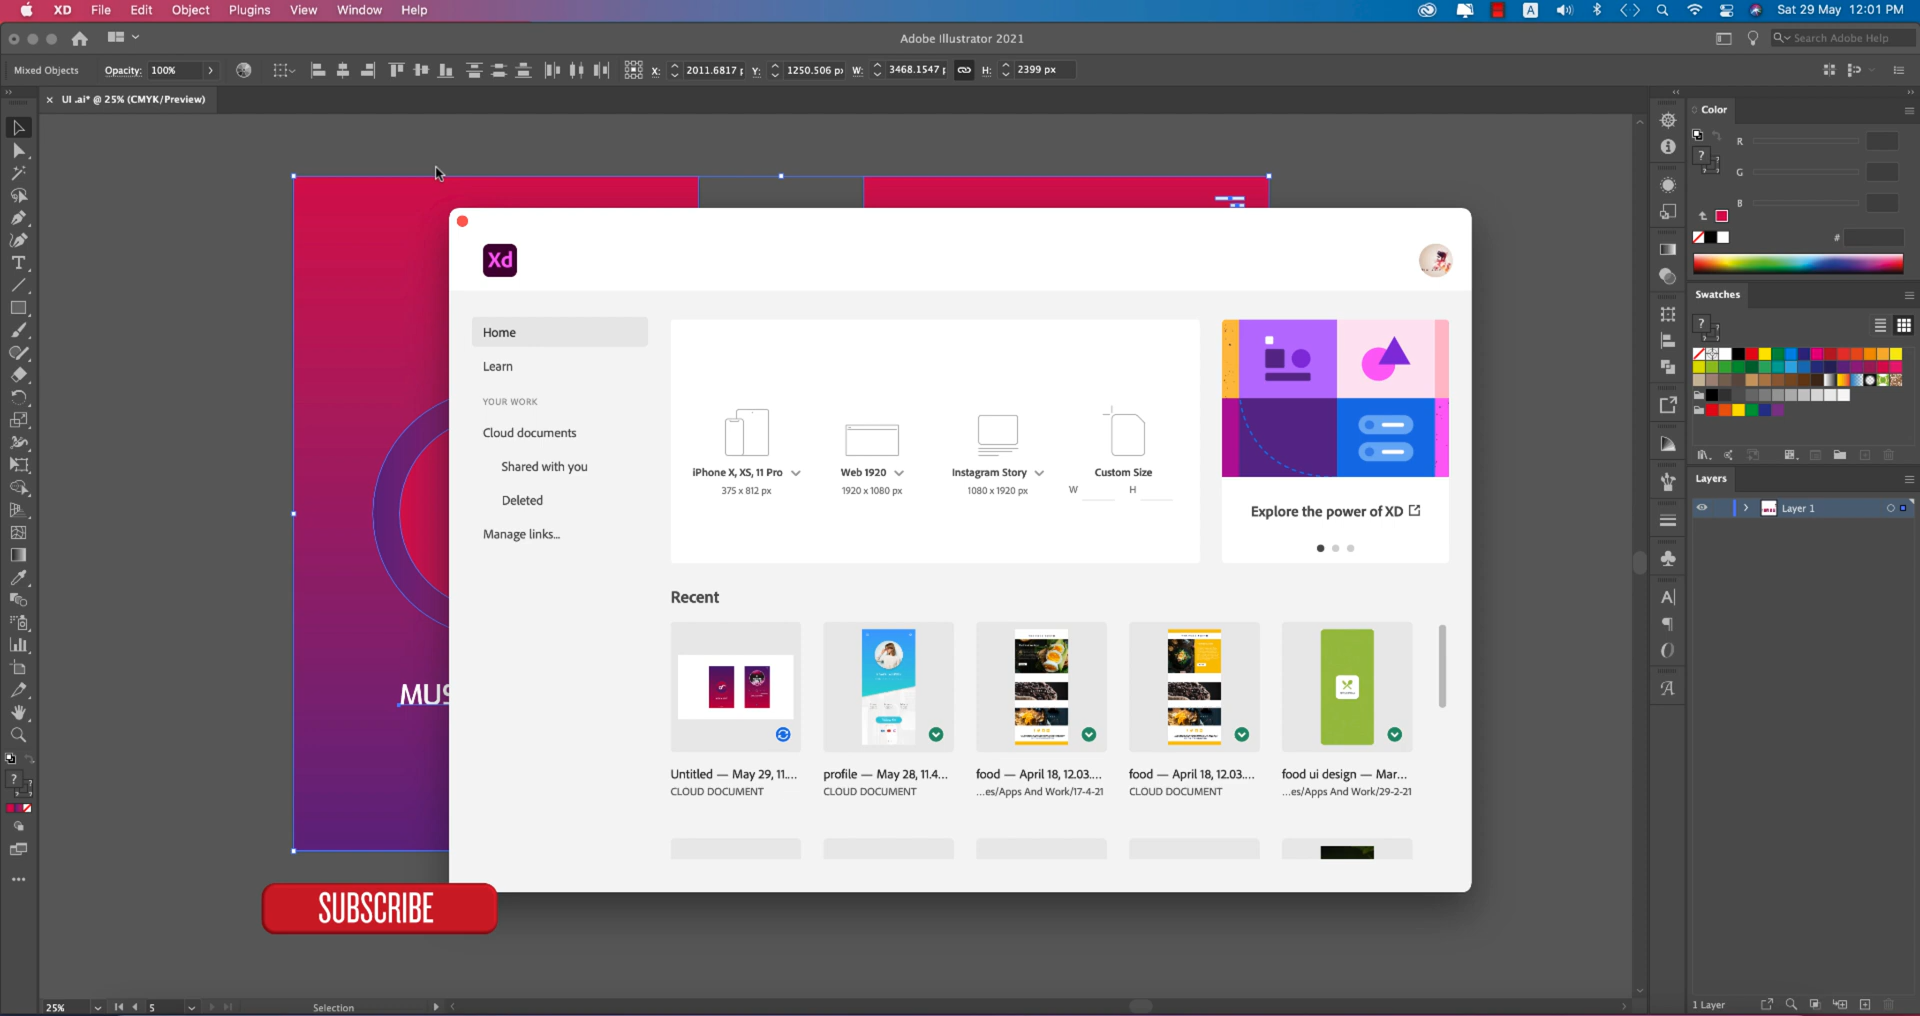 XD File Edit Object Plugins View Window Help
A Sat 29 May 12:01 PM
Adobe Illustrator 2021
Search Adobe Help
Mixed Objects Opacity: 100% X: 2011.6817 Y: 1250.506 px W: 3468.1547 H: 2399 px
UI .ai* @ 25% (CMYK/Preview)
Color
R
G
B
#
Swatches
Layers
Layer 1
Xd
Home
Learn
YOUR WORK
Cloud documents
Shared with you
Deleted
Manage links...
iPhone X, XS, 11 Pro
375 x 812 px
Web 1920
1920 x 1080 px
Instagram Story
1080 x 1920 px
Custom Size
W H
Explore the power of XD
Recent
Untitled — May 29, 11....
CLOUD DOCUMENT
profile — May 28, 11.4...
CLOUD DOCUMENT
food — April 18, 12.03....
...es/Apps And Work/17-4-21
food — April 18, 12.03....
CLOUD DOCUMENT
food ui design — Mar...
...es/Apps And Work/29-2-21
MUS
SUBSCRIBE
25% 5 Selection
1 Layer